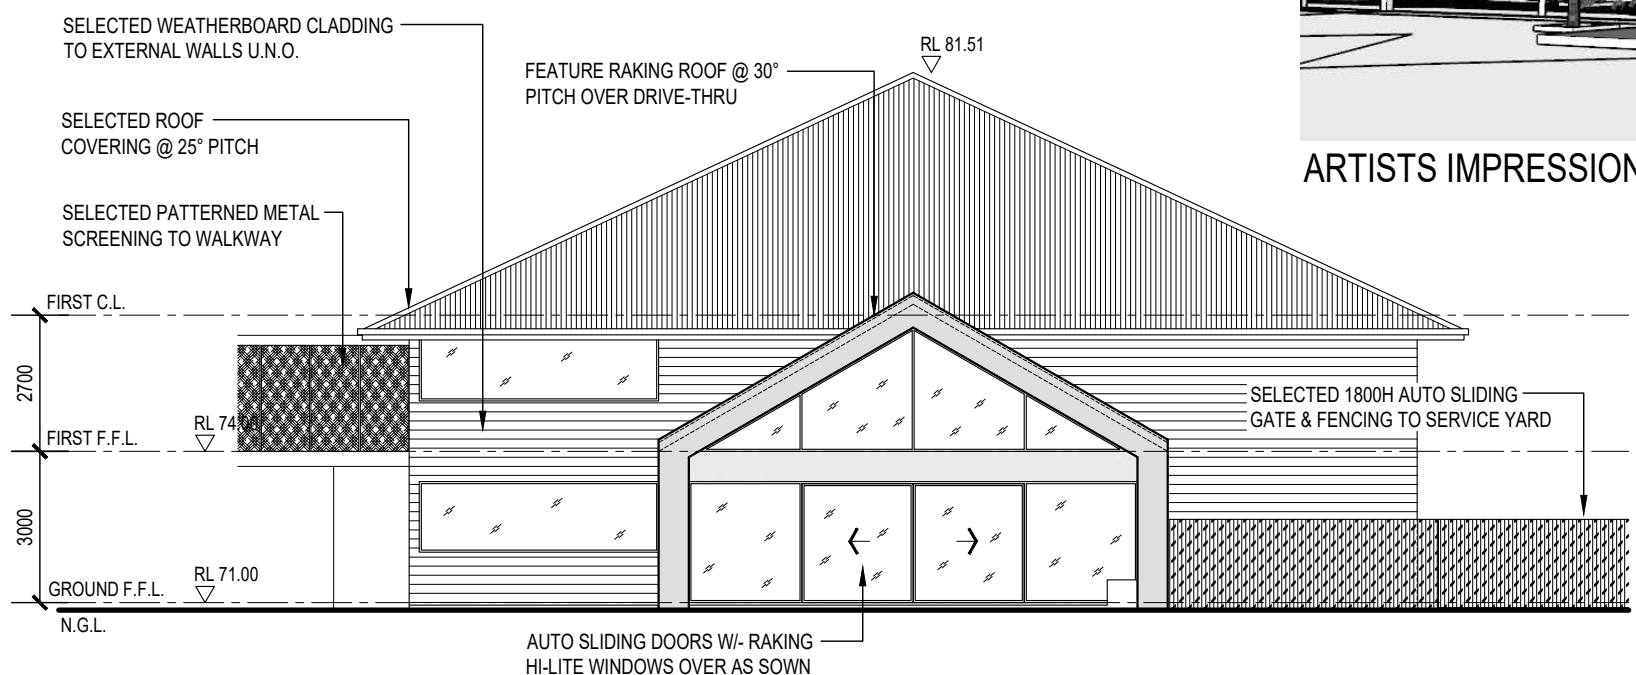 SELECTED WEATHERBOARD CLADDING
TO EXTERNAL WALLS U.N.O.
RL 81.51
FEATURE RAKING ROOF @ 30°
PITCH OVER DRIVE-THRU
SELECTED ROOF
COVERING @ 25° PITCH
ARTISTS IMPRESSION
SELECTED PATTERNED METAL
SCREENING TO WALKWAY
FIRST C.L.
2700
SELECTED 1800H AUTO SLIDING
GATE & FENCING TO SERVICE YARD
RL 74.00
FIRST F.F.L.
3000
RL 71.00
GROUND F.F.L.
N.G.L.
AUTO SLIDING DOORS W/- RAKING
HI-LITE WINDOWS OVER AS SOWN